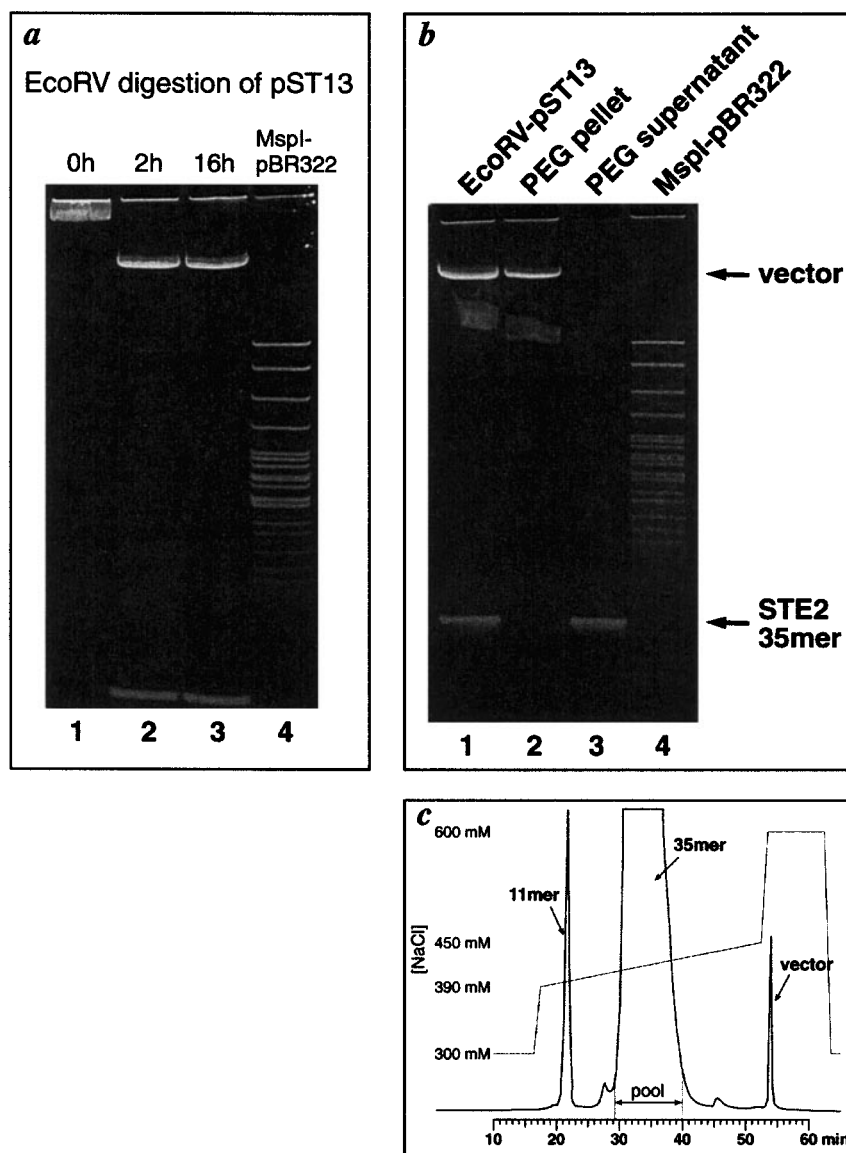 a
EcoRV digestion of pST13
0h 2h 16h MspI-
pBR322
1 2 3 4
b
EcoRV-pST13
PEG pellet
PEG supernatant
MspI-pBR322
vector
STE2
35mer
1 2 3 4
c
600 mM
35mer
11mer
[NaCl]
450 mM
vector
390 mM
300 mM
pool
10 20 30 40 50 60 min